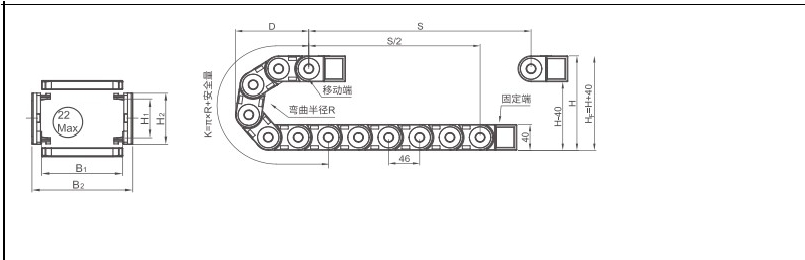 D
S
S/2
K=π×R+安全量
移动端
弯曲半径R
固定端
22
Max
H₁
H₂
B₁
B₂
46
40
H-40
H
HF=H+40